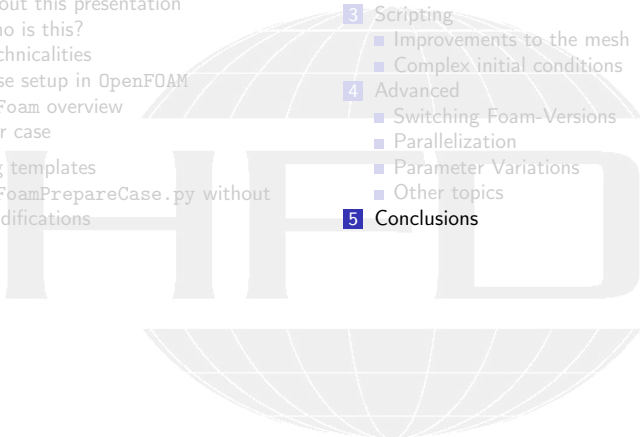 out this presentation
ho is this?
chnicalities
se setup in OpenFOAM
Foam overview
r case
g templates
FoamPrepareCase.py without
difications
3 Scripting
Improvements to the mesh
Complex initial conditions
4 Advanced
Switching Foam-Versions
Parallelization
Parameter Variations
Other topics
5 Conclusions
HFD